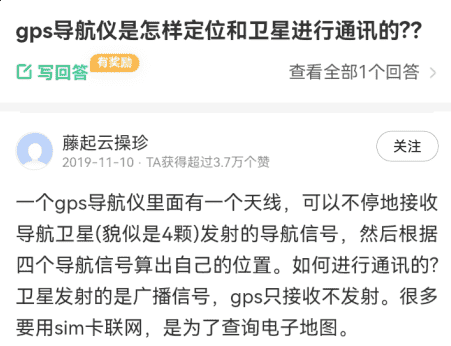 gps导航仪是怎样定位和卫星进行通讯的??
写回答
有奖励
查看全部1个回答
藤起云操珍
2019-11-10·TA获得超过3.7万个赞
关注
一个gps导航仪里面有一个天线，可以不停地接收
导航卫星(貌似是4颗)发射的导航信号，然后根据
四个导航信号算出自己的位置。如何进行通讯的?
卫星发射的是广播信号，gps只接收不发射。很多
要用sim卡联网，是为了查询电子地图。